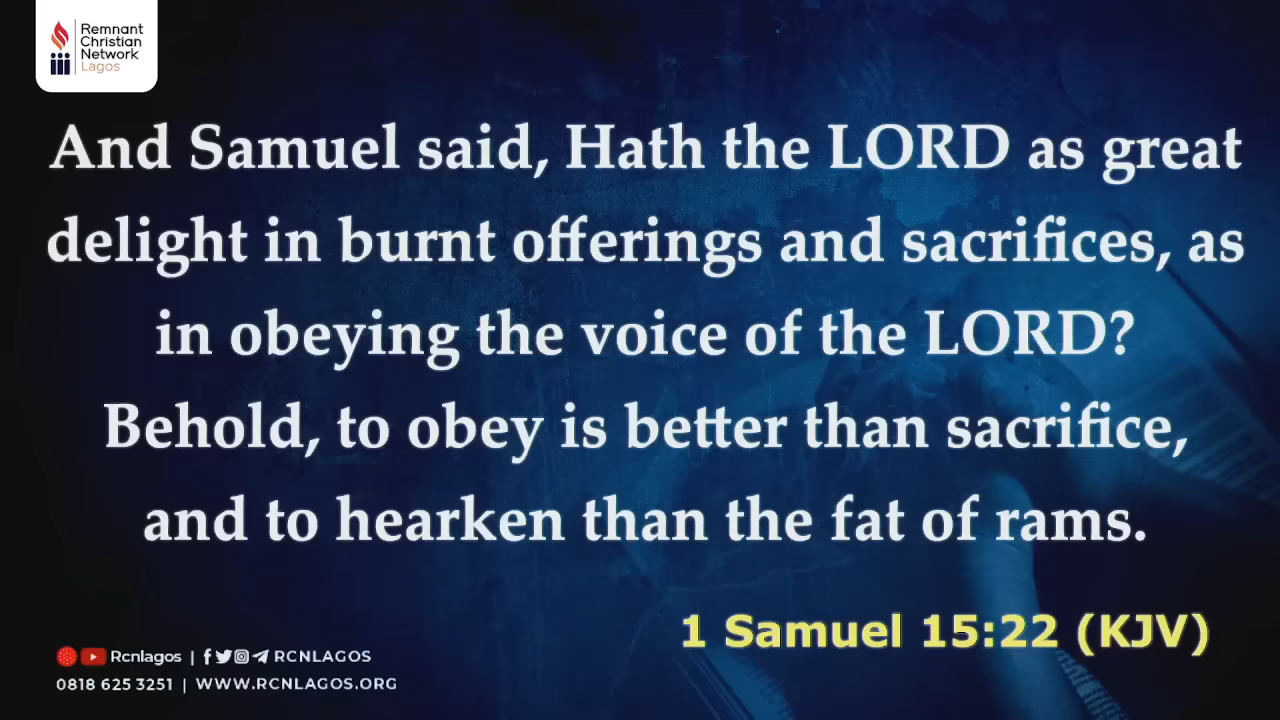 Remnant
Christian
Network
Lagos
And Samuel said, Hath the LORD as great
delight in burnt offerings and sacrifices, as
in obeying the voice of the LORD?
Behold, to obey is better than sacrifice,
and to hearken than the fat of rams.
1 Samuel 15:22 (KJV)
Rcnlagos | RCNLAGOS
0818 625 3251 | WWW.RCNLAGOS.ORG